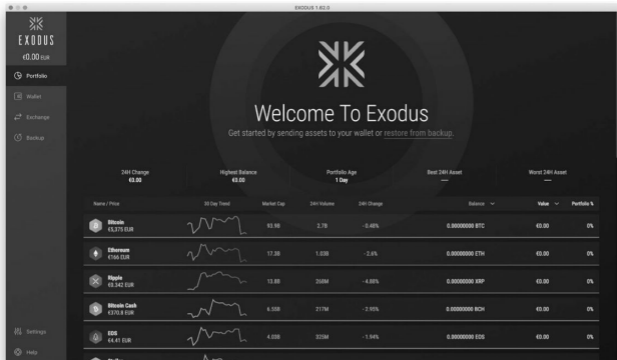 EXODUS 1.62.0
EXODUS
€0.00 EUR
Portfolio
Wallet
Exchange
Backup
Settings
Help
Welcome To Exodus
Get started by sending assets to your wallet or restore from backup.
24H Change Highest Balance Portfolio Age Best 24H Asset Worst 24H Asset
€0.00 €0.00 1 Day — —
Name / Price 30 Day Trend Market Cap 24H Volume 24H Change Balance Value Portfolio %
Bitcoin
€5,375 EUR 93.9B 2.7B -0.48% 0.00000000 BTC €0.00 0%
Ethereum
€166 EUR 17.3B 1.03B -2.6% 0.00000000 ETH €0.00 0%
Ripple
€0.342 EUR 13.8B 268M -4.88% 0.00000000 XRP €0.00 0%
Bitcoin Cash
€370.8 EUR 6.55B 217M -2.95% 0.00000000 BCH €0.00 0%
EOS
€4.41 EUR 4.03B 325M -1.94% 0.00000000 EOS €0.00 0%